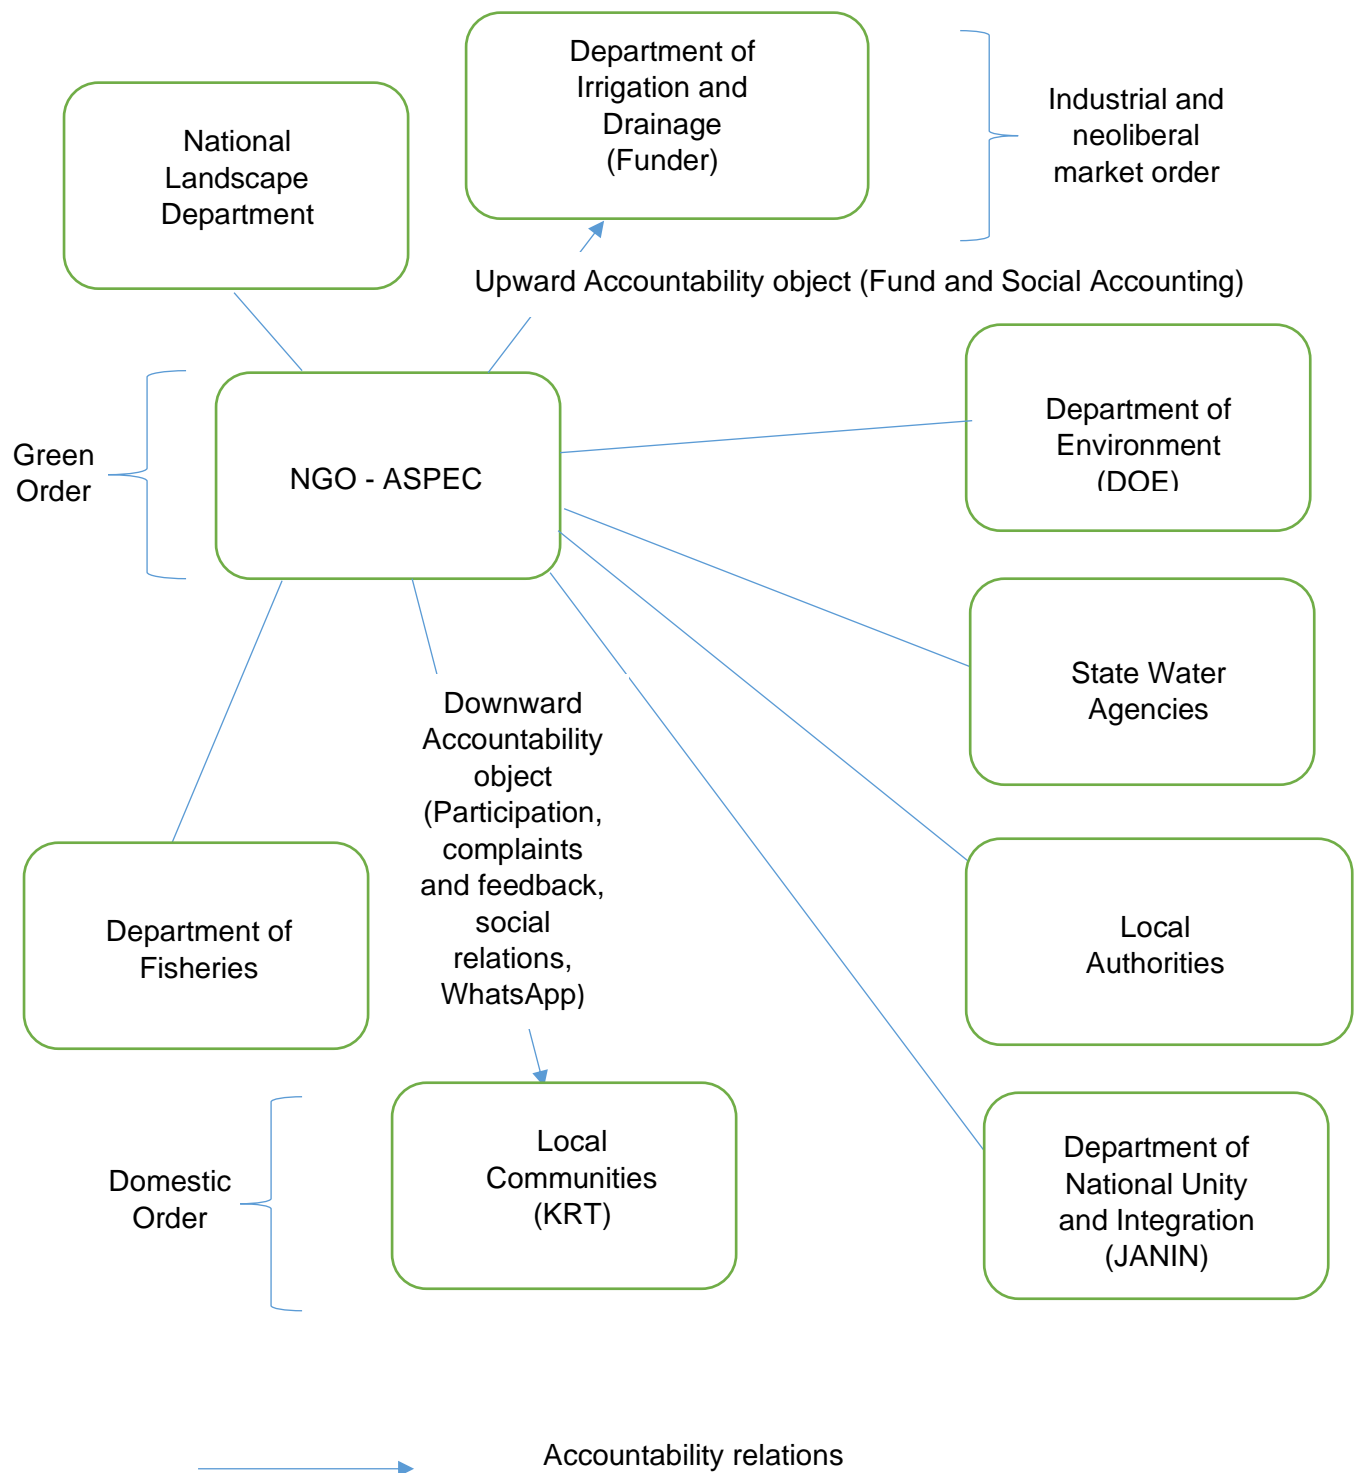 Department of
Irrigation and
Drainage
(Funder)
Industrial and
neoliberal
market order
National
Landscape
Department
Upward Accountability object (Fund and Social Accounting)
Green
Order
NGO - ASPEC
Department of
Environment
(DOE)
State Water
Agencies
Downward
Accountability
object
(Participation,
complaints
and feedback,
social
relations,
WhatsApp)
Department of
Fisheries
Local
Authorities
Domestic
Order
Local
Communities
(KRT)
Department of
National Unity
and Integration
(JANIN)
Accountability relations